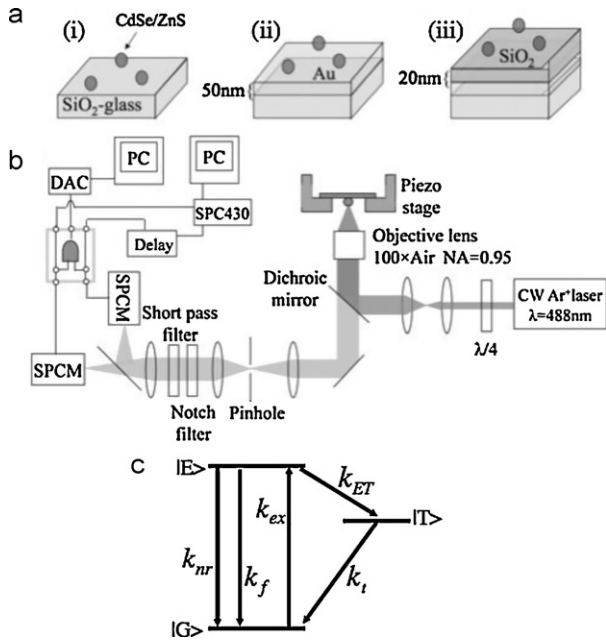 a
(i)
(ii)
(iii)
CdSe/ZnS
SiO2-glass
50nm
Au
20nm
SiO2
b
PC
PC
DAC
SPC430
Delay
SPCM
SPCM
Short pass
filter
Notch
filter
Pinhole
Dichroic
mirror
Piezo
stage
Objective lens
100×Air NA=0.95
λ/4
CW Ar+laser
λ=488nm
c
|E>
|T>
|G>
knr
kf
kex
kET
kt